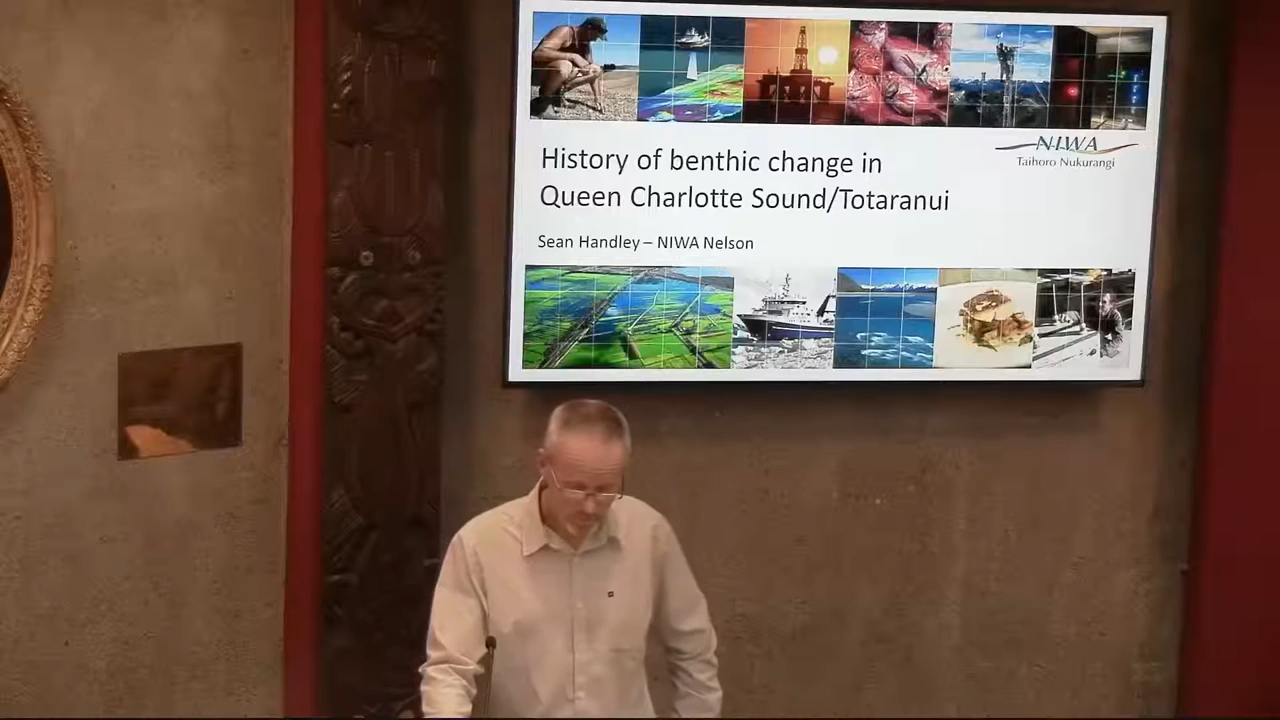 NIWA
Taihoro Nukurangi
History of benthic change in
Queen Charlotte Sound/Totaranui
Sean Handley – NIWA Nelson